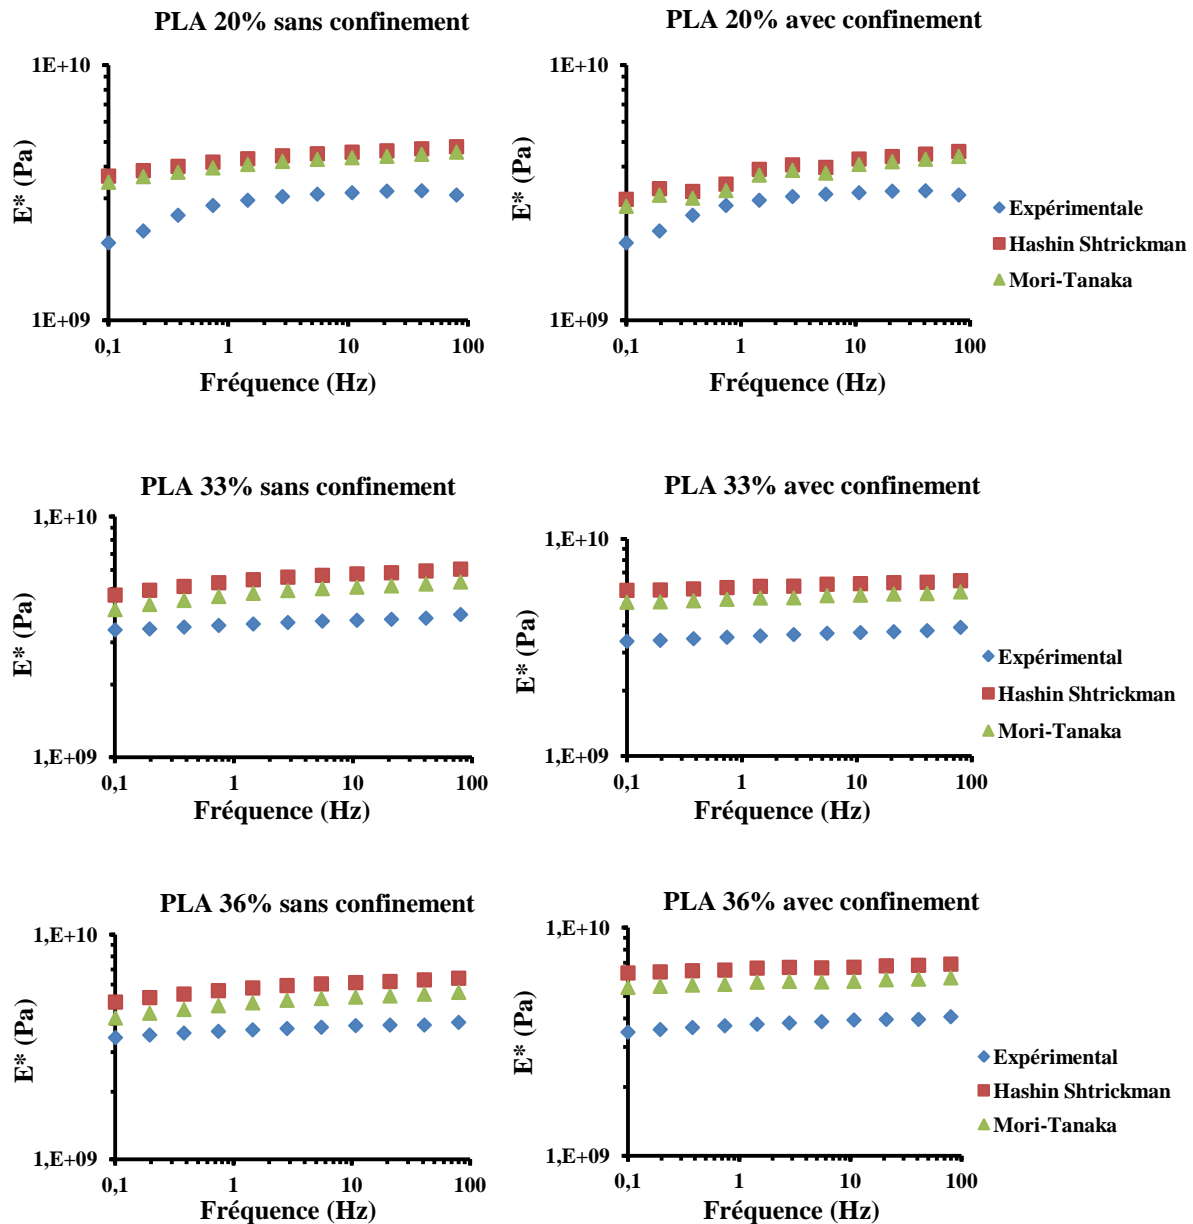 PLA 20% sans confinement
1E+10
1E+09
E* (Pa)
0,1 1 10 100
Fréquence (Hz)
PLA 20% avec confinement
1E+10
1E+09
E* (Pa)
0,1 1 10 100
Fréquence (Hz)
Expérimentale
Hashin Shtrickman
Mori-Tanaka
PLA 33% sans confinement
1,E+10
1,E+09
E* (Pa)
0,1 1 10 100
Fréquence (Hz)
PLA 33% avec confinement
1,E+10
1,E+09
E* (Pa)
0,1 1 10 100
Fréquence (Hz)
Expérimental
Hashin Shtrickman
Mori-Tanaka
PLA 36% sans confinement
1,E+10
1,E+09
E* (Pa)
0,1 1 10 100
Fréquence (Hz)
PLA 36% avec confinement
1,E+10
1,E+09
E* (Pa)
0,1 1 10 100
Fréquence (Hz)
Expérimental
Hashin Shtrickman
Mori-Tanaka